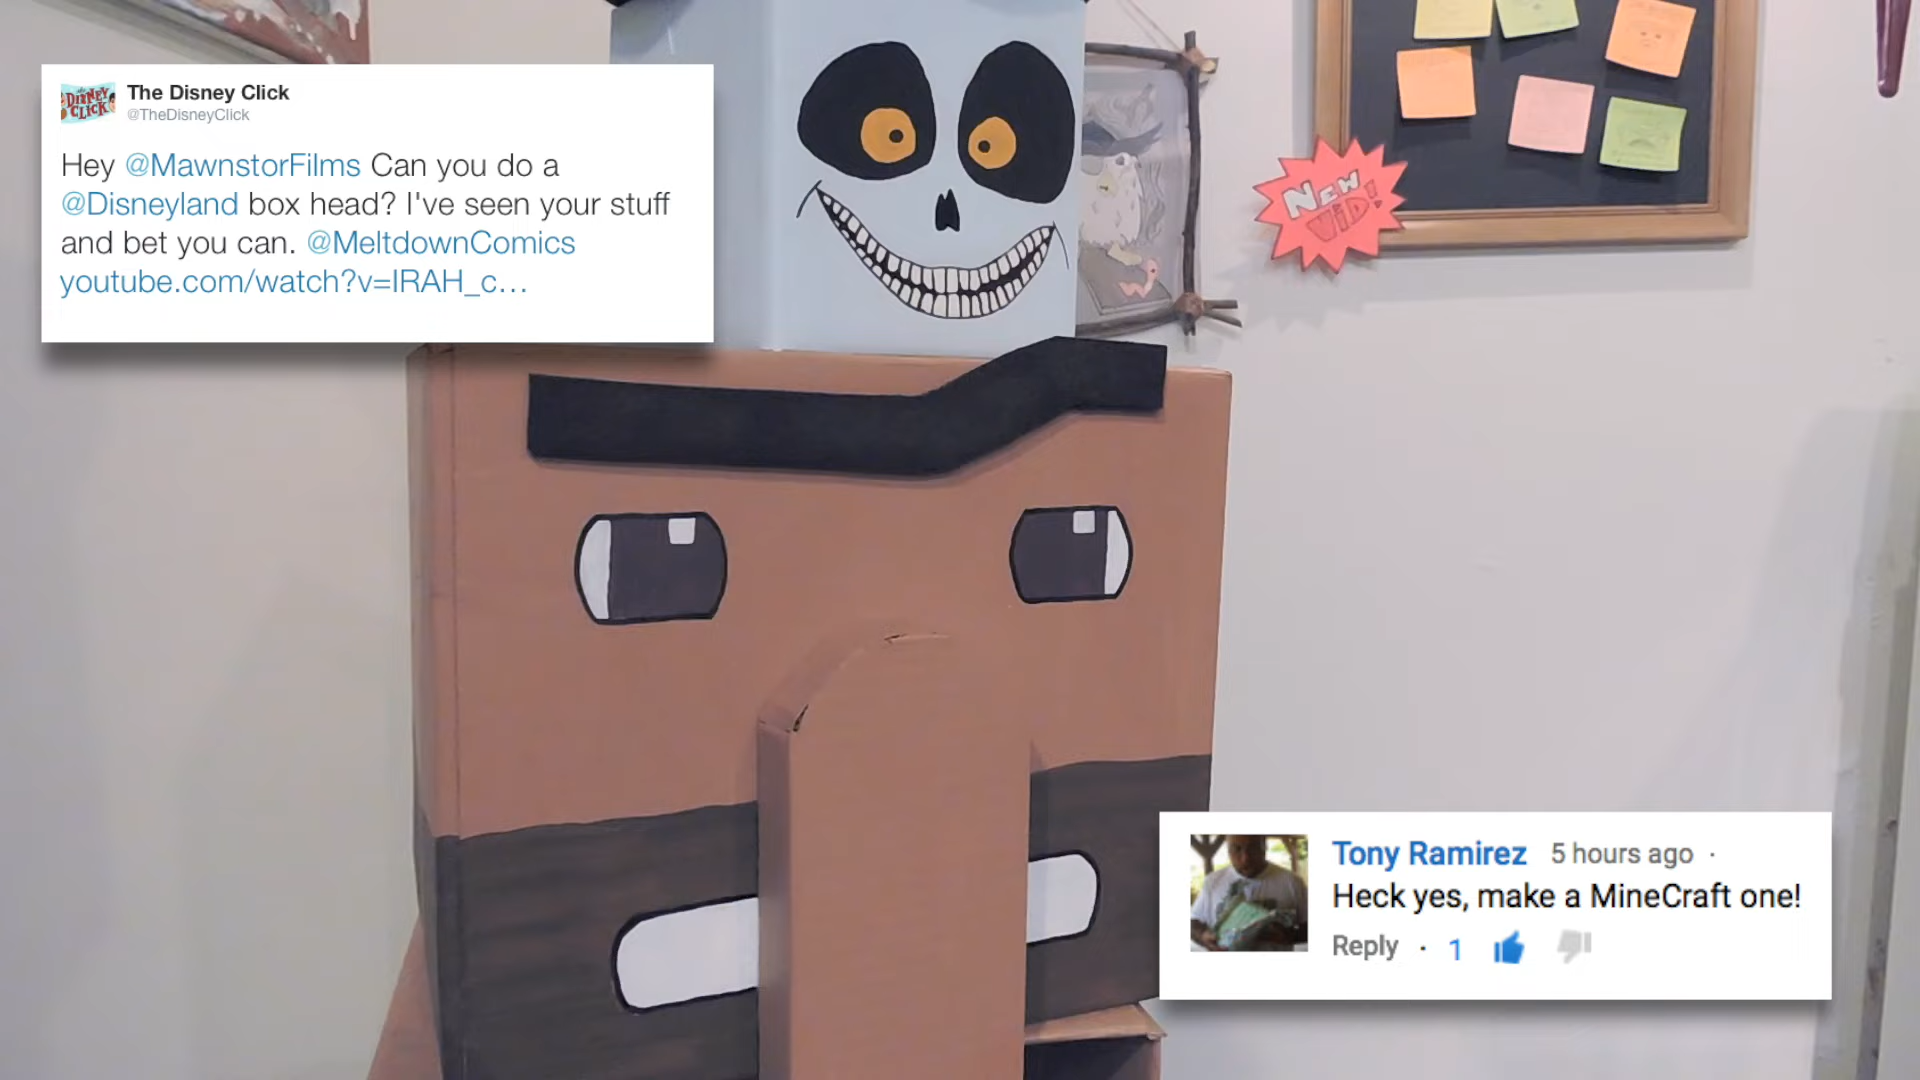 The Disney Click
DISNEY
CLICK
@TheDisneyClick
Hey @MawnstorFilms Can you do a
@Disneyland box head? I've seen your stuff
and bet you can. @MeltdownComics
youtube.com/watch?v=IRAH_c...
NEW
ViD!
Tony Ramirez 5 hours ago ·
Heck yes, make a MineCraft one!
Reply · 1